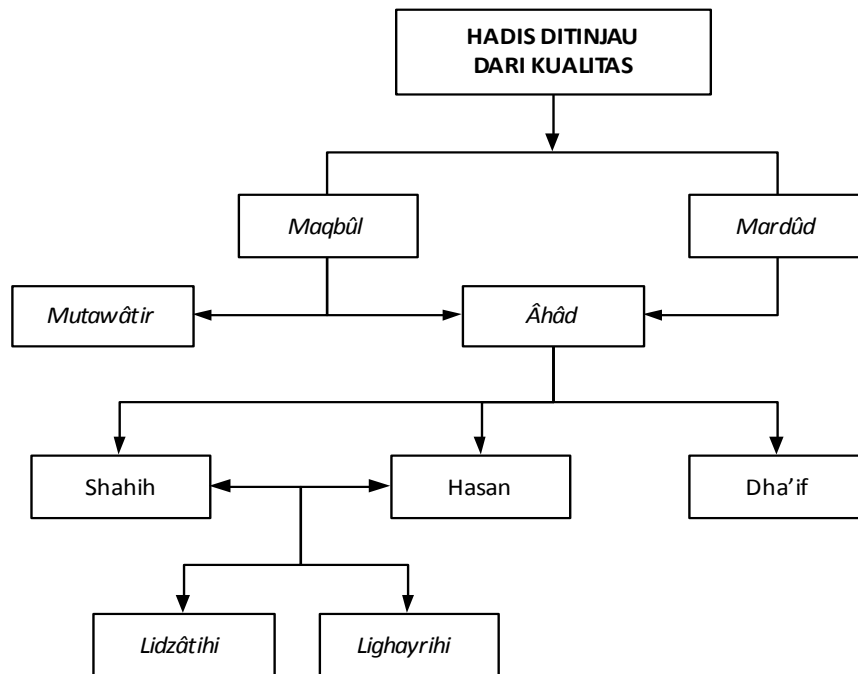 HADIS DITINJAU
DARI KUALITAS
Maqbûl
Mardûd
Mutawâtir
Âhâd
Shahih
Hasan
Dha’if
Lidzâtihi
Lighayrihi